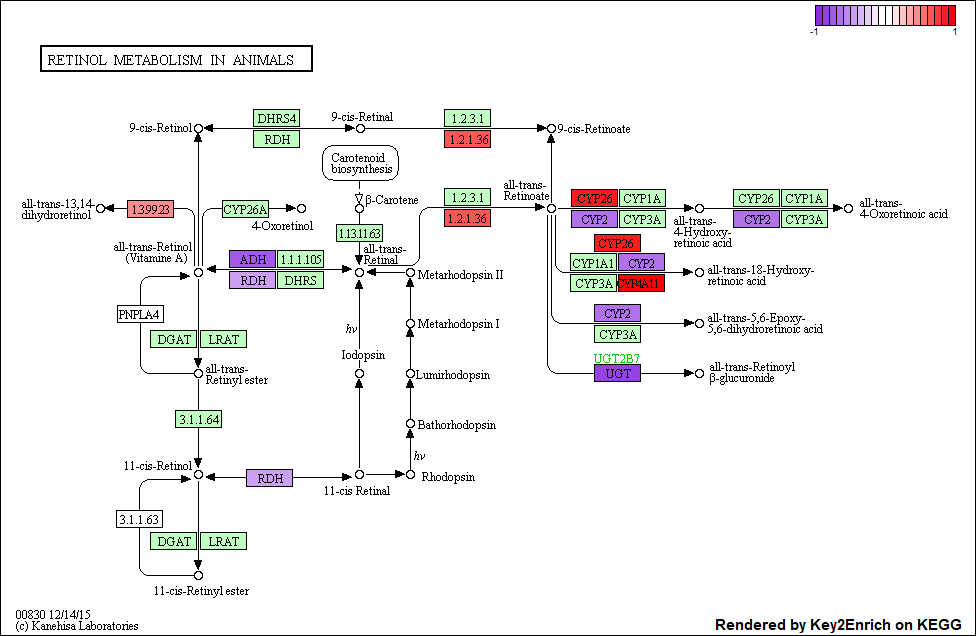 -1
1
RETINOL METABOLISM IN ANIMALS
DHRS4
9-cis-Retinal
1.2.3.1
9-cis-Retinol
9-cis-Retinoate
RDH
1.2.1.36
Carotenoid
biosynthesis
all-trans-
Retinoate
all-trans-13,14-
dihydroretinol
1.3.99.23
CYP26A
4-Oxoretinol
β-Carotene
1.2.3.1
1.2.1.36
CYP26
CYP1A
CYP2
CYP3A
all-trans-
4-Hydroxy-
retinoic acid
CYP26
CYP1A
CYP2
CYP3A
all-trans-
4-Oxoretinoic acid
1.13.11.63
all-trans-Retinol
(Vitamine A)
all-trans-
Retinal
ADH
1.1.1.105
RDH
DHRS
Metarhodopsin II
CYP26
CYP1A1
CYP2
CYP3A
CYP4A11
all-trans-18-Hydroxy-
retinoic acid
PNPLA4
hν
Metarhodopsin I
CYP2
CYP3A
all-trans-5,6-Epoxy-
5,6-dihydroretinoic acid
DGAT
LRAT
Iodopsin
UGT2B7
UGT
all-trans-Retinoyl
β-glucuronide
all-trans-
Retinyl ester
Lumirhodopsin
3.1.1.64
Bathorhodopsin
hν
11-cis-Retinol
RDH
11-cis Retinal
Rhodopsin
3.1.1.63
DGAT
LRAT
11-cis-Retinyl ester
00830 12/14/15
(c) Kanehisa Laboratories
Rendered by Key2Enrich on KEGG